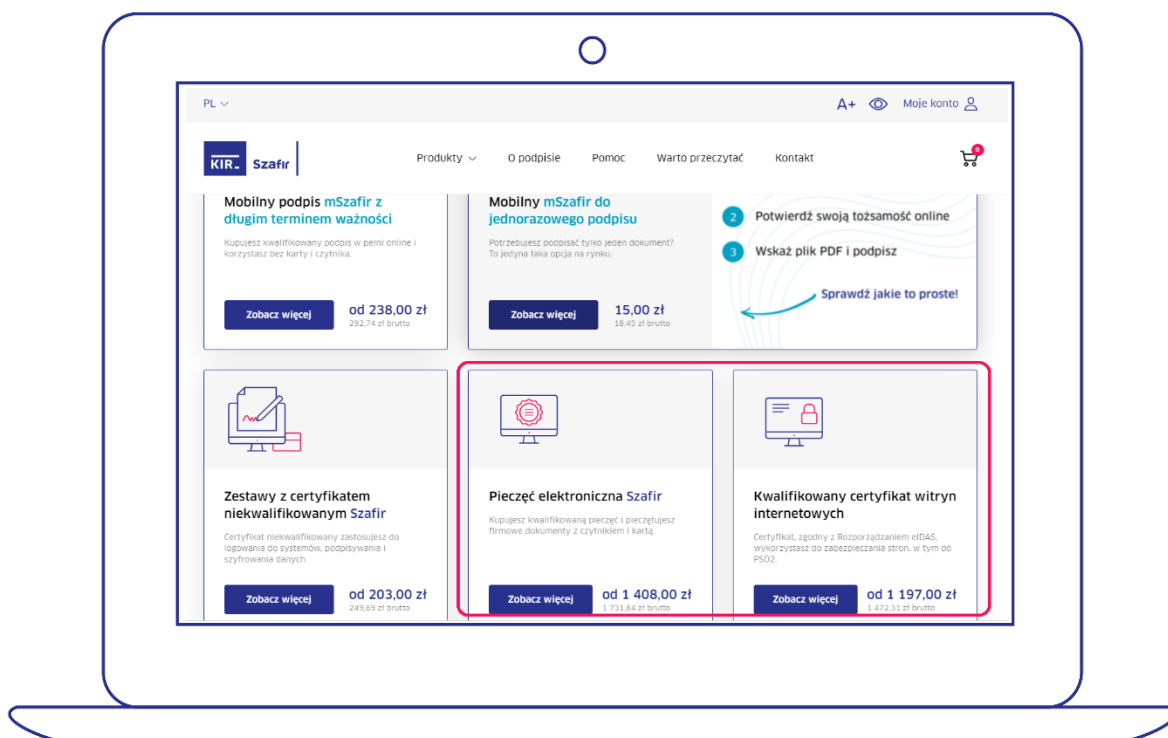 PL
A+
Moje konto
KIR. Szafir
Produkty
O podpisie
Pomoc
Warto przeczytać
Kontakt
0
Mobilny podpis mSzafir z
długim terminem ważności
Kupujesz kwalifikowany podpis w pełni online i
korzystasz bez karty i czytnika.
Zobacz więcej
od 238,00 zł
292,74 zł brutto
Mobilny mSzafir do
jednorazowego podpisu
Potrzebujesz podpisać tylko jeden dokument?
To jedyna taka opcja na rynku.
Zobacz więcej
15,00 zł
18,45 zł brutto
2 Potwierdź swoją tożsamość online
3 Wskaż plik PDF i podpisz
Sprawdź jakie to proste!
Zestawy z certyfikatem
niekwalifikowanym Szafir
Certyfikat niekwalifikowany zastosujesz do
logowania do systemów, podpisywania i
szyfrowania danych.
Zobacz więcej
od 203,00 zł
249,69 zł brutto
Pieczęć elektroniczna Szafir
Kupujesz kwalifikowaną pieczęć i pieczętujesz
firmowe dokumenty z czytnikiem i kartą.
Zobacz więcej
od 1 408,00 zł
1 731,84 zł brutto
Kwalifikowany certyfikat witryn
internetowych
Certyfikat, zgodny z Rozporządzaniem eIDAS,
wykorzystasz do zabezpieczania stron, w tym do
PSD2.
Zobacz więcej
od 1 197,00 zł
1 472,31 zł brutto